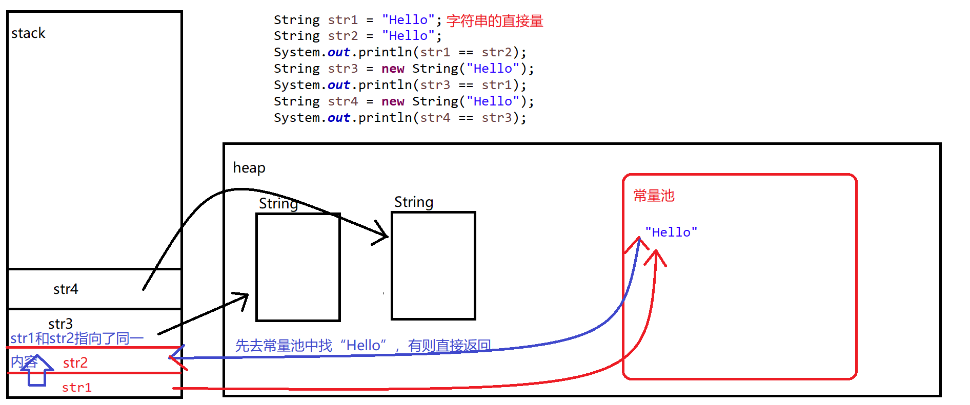 stack
String str1 = "Hello"; 字符串的直接量
String str2 = "Hello";
System.out.println(str1 == str2);
String str3 = new String("Hello");
System.out.println(str3 == str1);
String str4 = new String("Hello");
System.out.println(str4 == str3);
heap
常量池
String
String
"Hello"
str4
str3
str1和str2指向了同一
先去常量池中找“Hello”，有则直接返回
内容
str2
str1